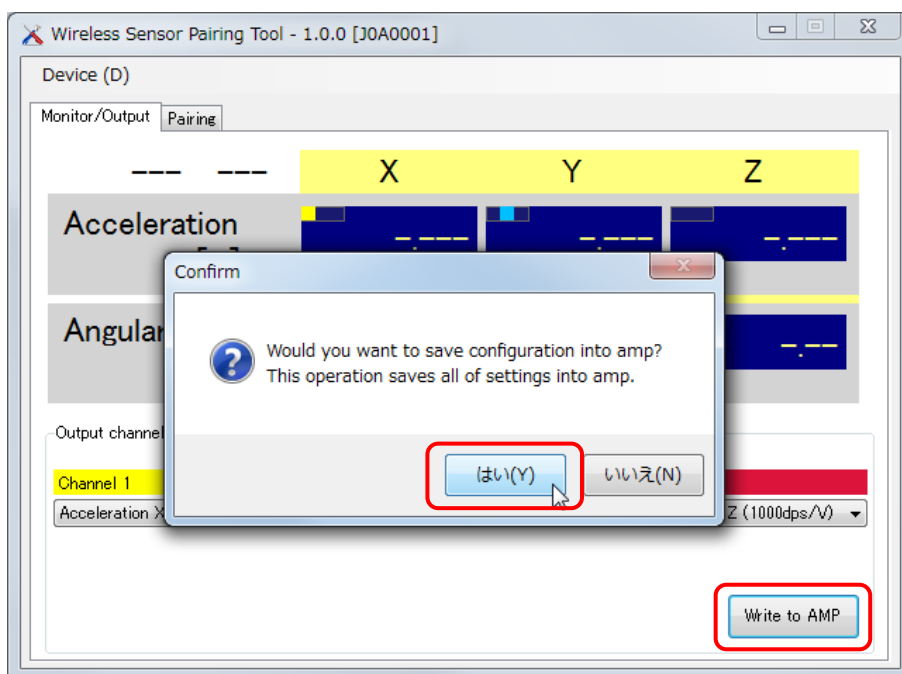 Wireless Sensor Pairing Tool - 1.0.0 [J0A0001]
Device (D)
Monitor/Output Pairing
--- --- X Y Z
Acceleration
-.--- -.--- -.---
Confirm
Angular
-.--
Would you want to save configuration into amp?
This operation saves all of settings into amp.
Output channel
はい(Y) いいえ(N)
Channel 1
Acceleration X Z (1000dps/V)
Write to AMP